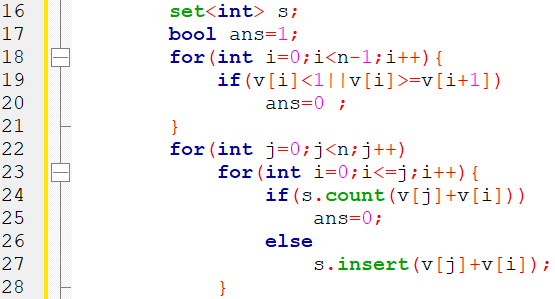 16 set<int> s;
17 bool ans=1;
18 for(int i=0;i<n-1;i++){
19 if(v[i]<1||v[i]>=v[i+1])
20 ans=0 ;
21 }
22 for(int j=0;j<n;j++)
23 for(int i=0;i<=j;i++){
24 if(s.count(v[j]+v[i]))
25 ans=0;
26 else
27 s.insert(v[j]+v[i]);
28 }